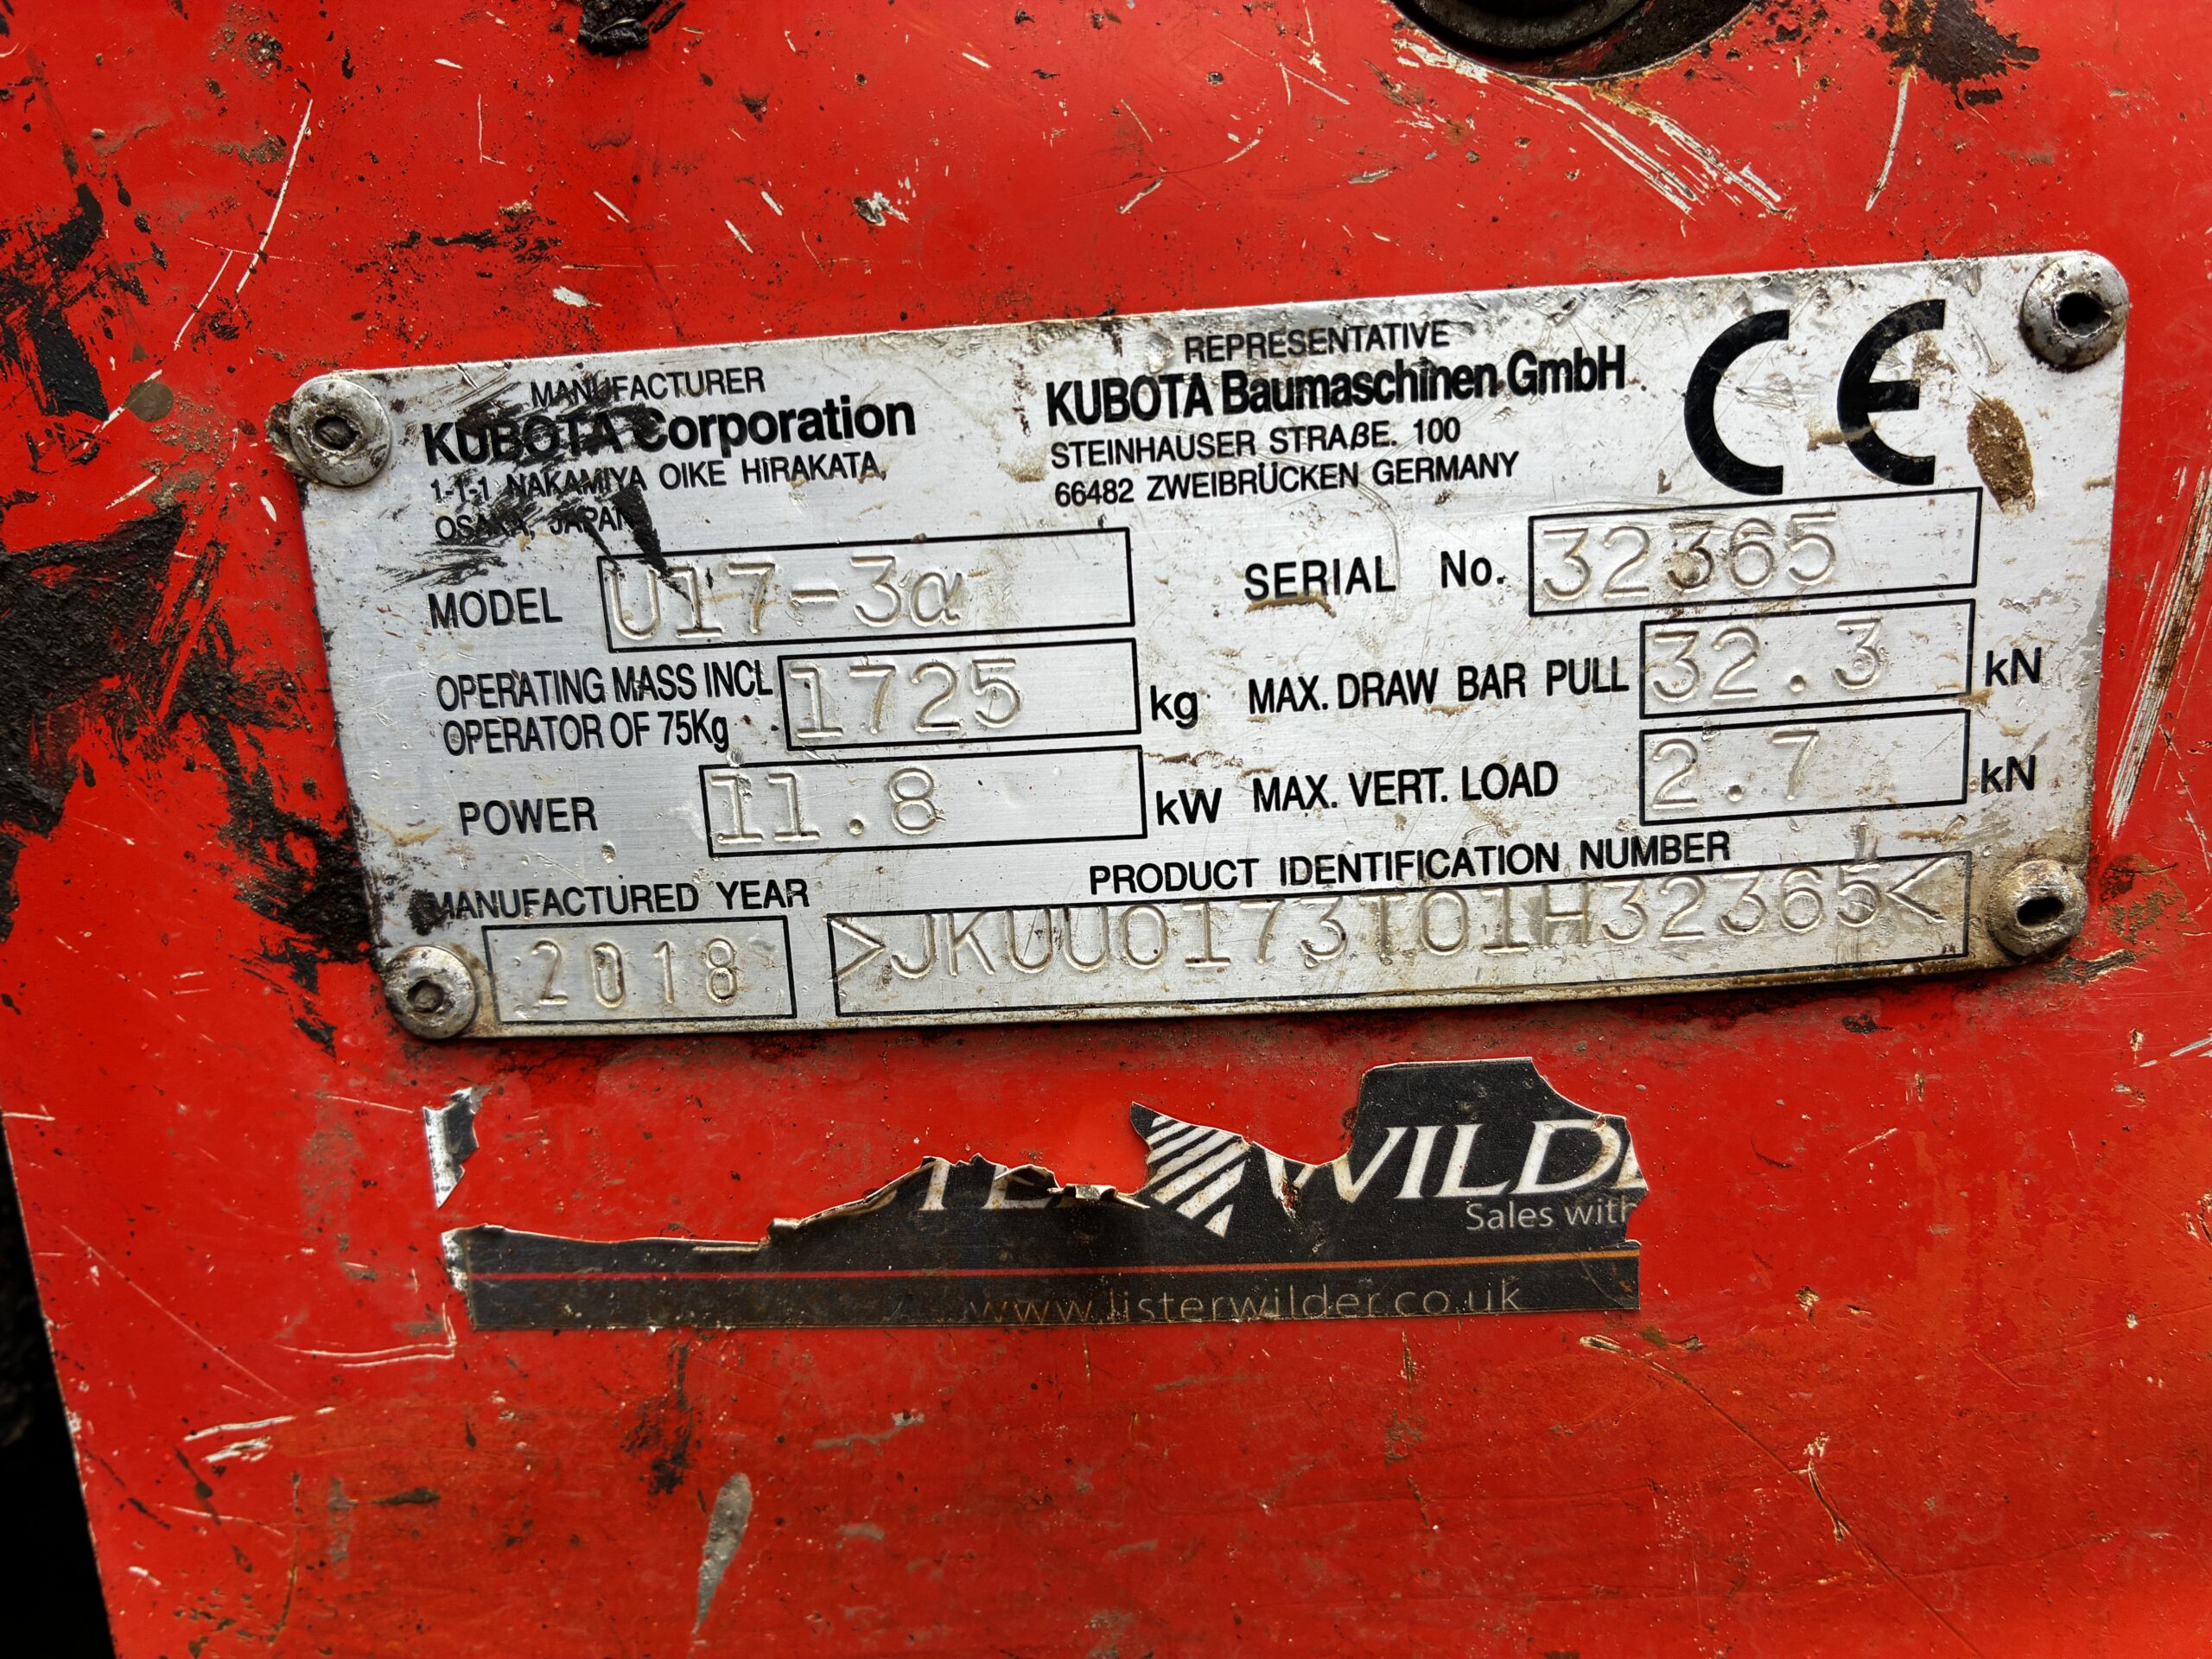 MANUFACTURER
KUBOTA Corporation
1-1-1 NAKAMIYA OIKE HIRAKATA,
OSAKA, JAPAN
REPRESENTATIVE
KUBOTA Baumaschinen GmbH
STEINHAUSER STRAßE. 100
66482 ZWEIBRÜCKEN GERMANY
CE
MODEL U17-3α
SERIAL No. 32365
OPERATING MASS INCL
OPERATOR OF 75Kg 1725 kg
MAX. DRAW BAR PULL 32.3 kN
POWER 11.8 kW
MAX. VERT. LOAD 2.7 kN
MANUFACTURED YEAR
2018
PRODUCT IDENTIFICATION NUMBER
>JKUU0173T01H32365<
WILD
Sales with
www.listerwilder.co.uk